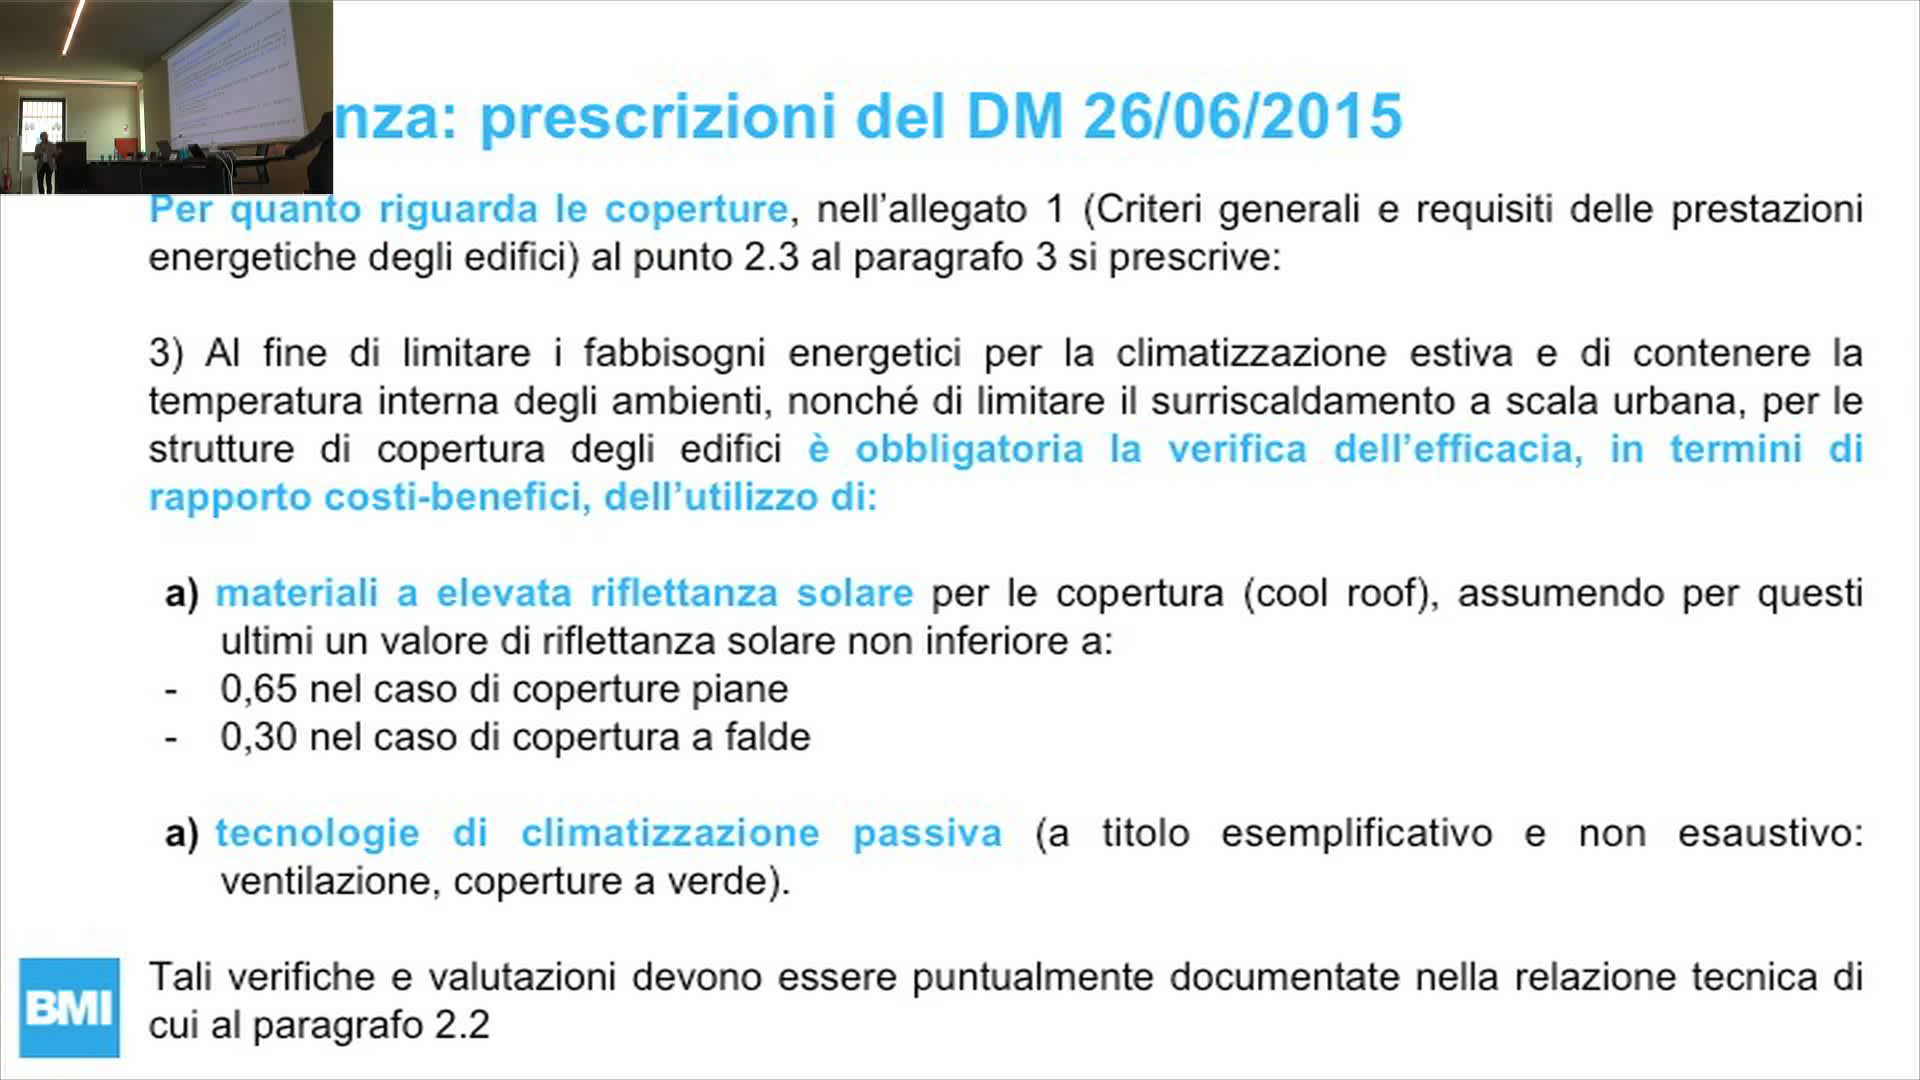 nza: prescrizioni del DM 26/06/2015
Per quanto riguarda le coperture, nell’allegato 1 (Criteri generali e requisiti delle prestazioni
energetiche degli edifici) al punto 2.3 al paragrafo 3 si prescrive:
3) Al fine di limitare i fabbisogni energetici per la climatizzazione estiva e di contenere la
temperatura interna degli ambienti, nonché di limitare il surriscaldamento a scala urbana, per le
strutture di copertura degli edifici è obbligatoria la verifica dell’efficacia, in termini di
rapporto costi-benefici, dell’utilizzo di:
a) materiali a elevata riflettanza solare per le copertura (cool roof), assumendo per questi
ultimi un valore di riflettanza solare non inferiore a:
- 0,65 nel caso di coperture piane
- 0,30 nel caso di copertura a falde
a) tecnologie di climatizzazione passiva (a titolo esemplificativo e non esaustivo:
ventilazione, coperture a verde).
Tali verifiche e valutazioni devono essere puntualmente documentate nella relazione tecnica di
cui al paragrafo 2.2
BMI